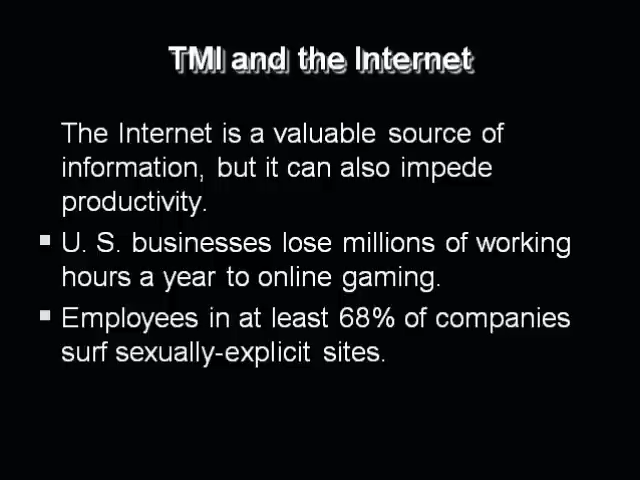 TMI and the Internet
The Internet is a valuable source of
information, but it can also impede
productivity.
▪ U. S. businesses lose millions of working
hours a year to online gaming.
▪ Employees in at least 68% of companies
surf sexually-explicit sites.